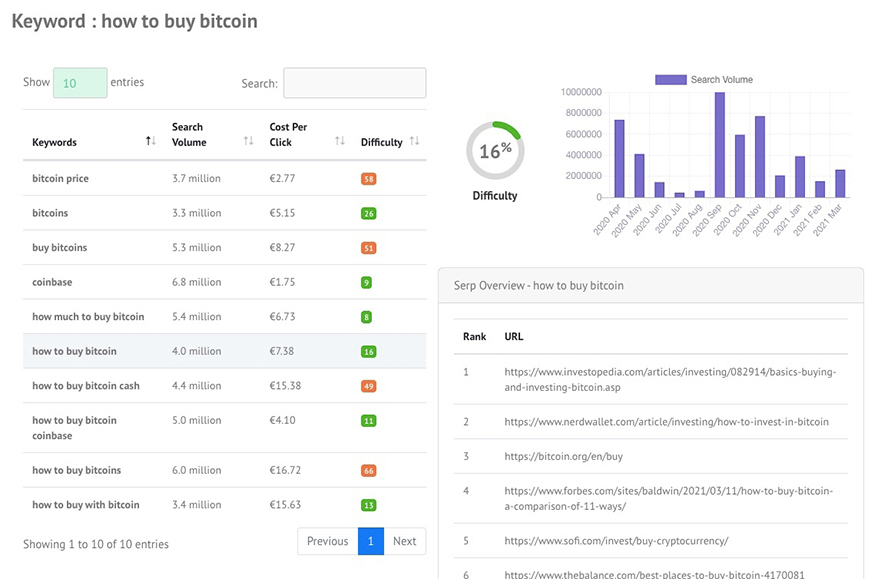 Keyword : how to buy bitcoin
Show 10 entries
Search:
Keywords Search Volume Cost Per Click Difficulty
bitcoin price 3.7 million €2.77 58
bitcoins 3.3 million €5.15 26
buy bitcoins 5.3 million €8.27 51
coinbase 6.8 million €1.75 9
how much to buy bitcoin 5.4 million €6.73 8
how to buy bitcoin 4.0 million €7.38 16
how to buy bitcoin cash 4.4 million €15.38 49
how to buy bitcoin coinbase 5.0 million €4.10 11
how to buy bitcoins 6.0 million €16.72 66
how to buy with bitcoin 3.4 million €15.63 13
Showing 1 to 10 of 10 entries
Previous 1 Next
16%
Difficulty
Search Volume
10000000
8000000
6000000
4000000
2000000
0
2020 Apr
2020 May
2020 Jun
2020 Jul
2020 Aug
2020 Sep
2020 Oct
2020 Nov
2020 Dec
2021 Jan
2021 Feb
2021 Mar
Serp Overview - how to buy bitcoin
Rank URL
1 https://www.investopedia.com/articles/investing/082914/basics-buying-
and-investing-bitcoin.asp
2 https://www.nerdwallet.com/article/investing/how-to-invest-in-bitcoin
3 https://bitcoin.org/en/buy
4 https://www.forbes.com/sites/baldwin/2021/03/11/how-to-buy-bitcoin-
a-comparison-of-11-ways/
5 https://www.sofi.com/invest/buy-cryptocurrency/
6 https://www.thebalance.com/best-places-to-buy-bitcoin-4170081